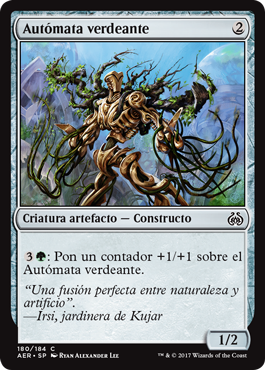 Autómata verdeante 2
Criatura artefacto — Constructo
3: Pon un contador +1/+1 sobre el
Autómata verdeante.
“Una fusión perfecta entre naturaleza y
artificio”.
—Irsi, jardinera de Kujar
1/2
180/184 C
AER • SP Ryan Alexander Lee
™ & © 2017 Wizards of the Coast